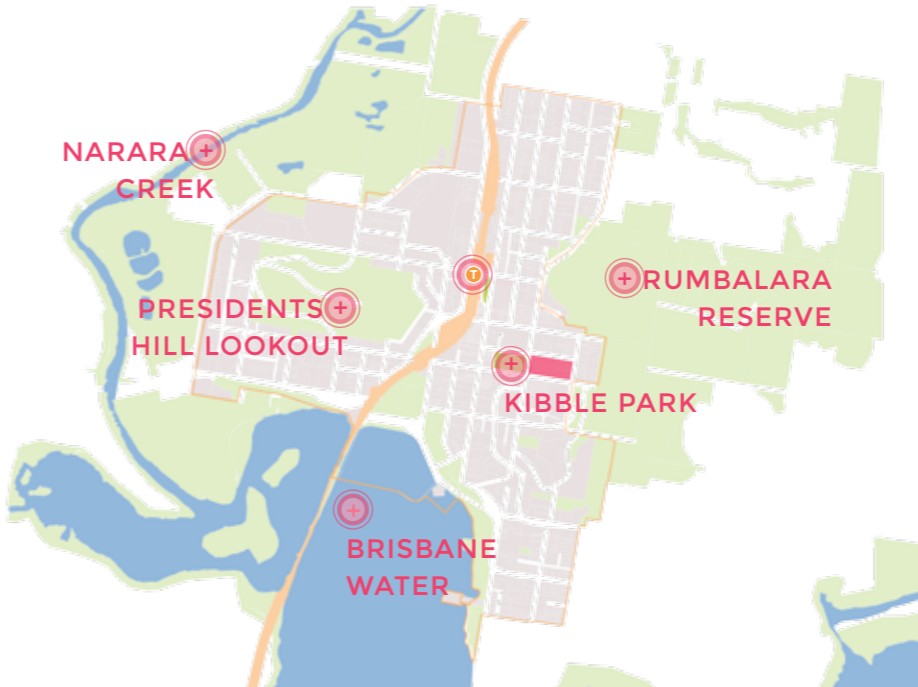 NARARA
CREEK
T
RUMBALARA
RESERVE
PRESIDENTS
HILL LOOKOUT
KIBBLE PARK
BRISBANE
WATER